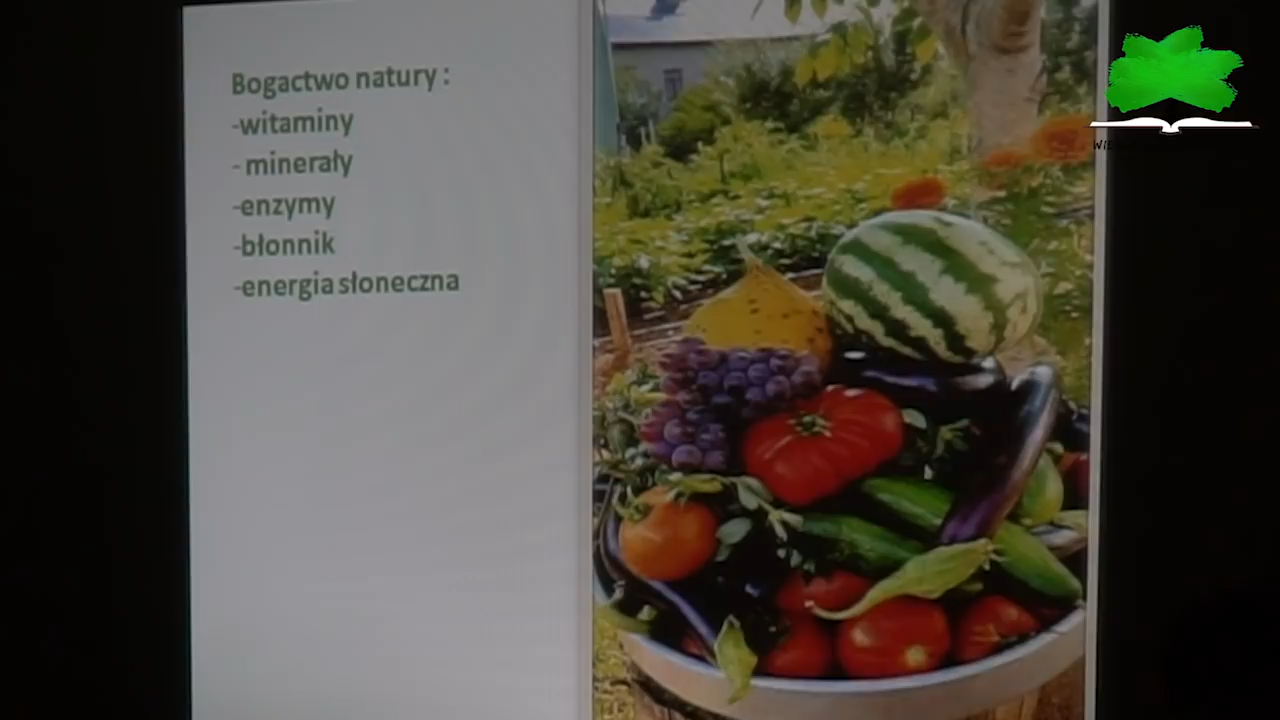 Bogactwo natury :
-witaminy
- minerały
-enzymy
-błonnik
-energia słoneczna